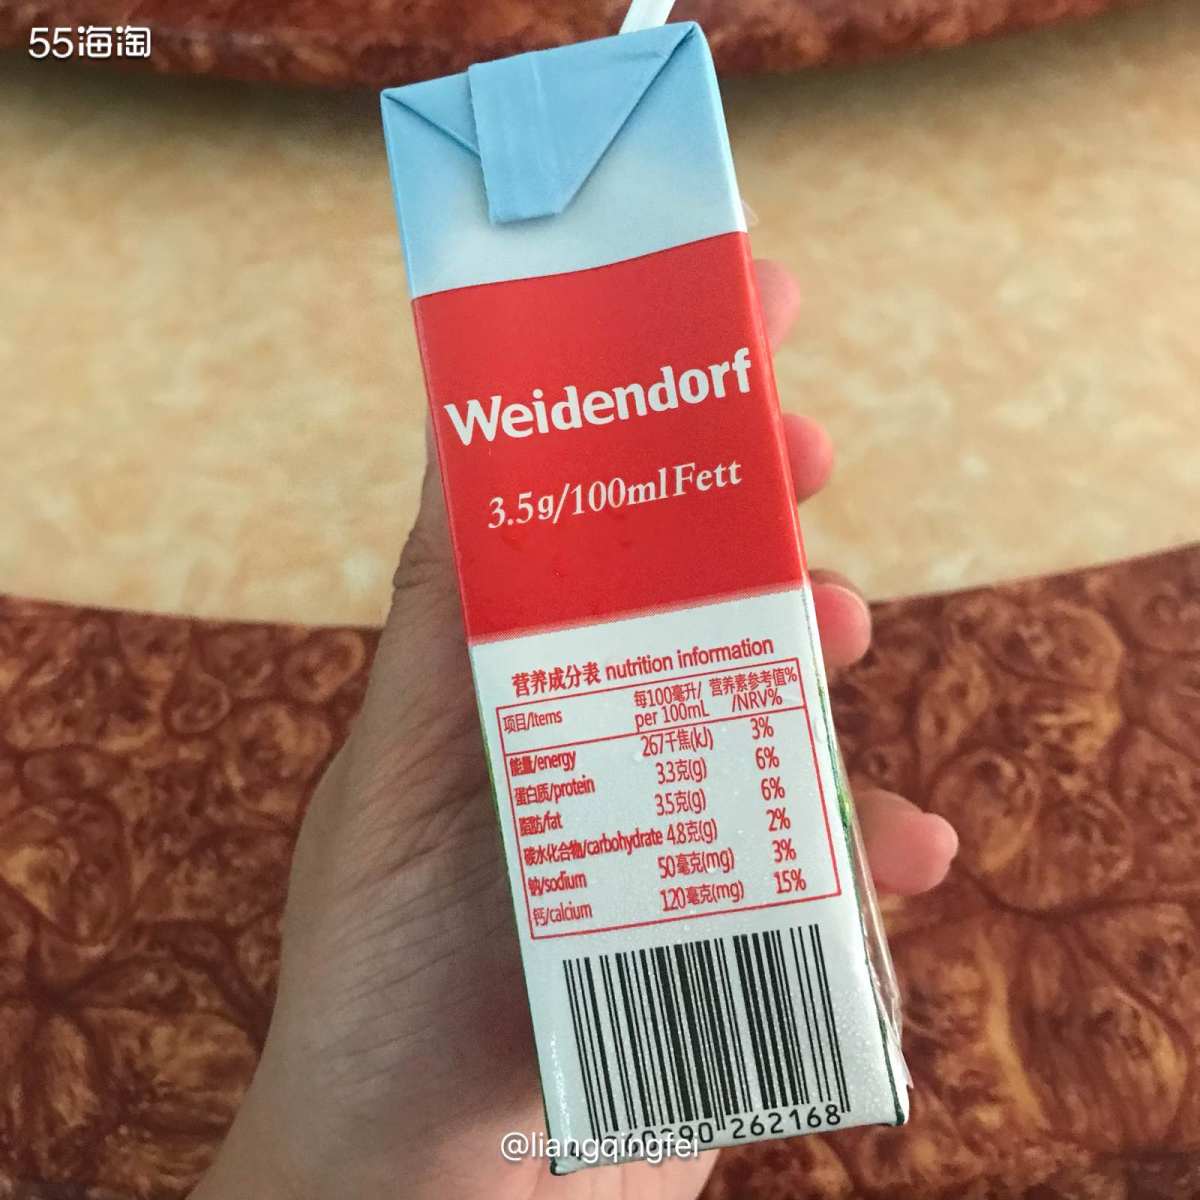 55海淘
Weidendorf
3.5g/100ml Fett
营养成分表 nutrition information
项目/Items 每100毫升/per 100mL 营养素参考值%/NRV%
能量/energy 267千焦(kJ) 3%
蛋白质/protein 3.3克(g) 6%
脂肪/fat 3.5克(g) 6%
碳水化合物/carbohydrate 4.8克(g) 2%
钠/sodium 50毫克(mg) 3%
钙/calcium 120毫克(mg) 15%
262168
@liangqingfei